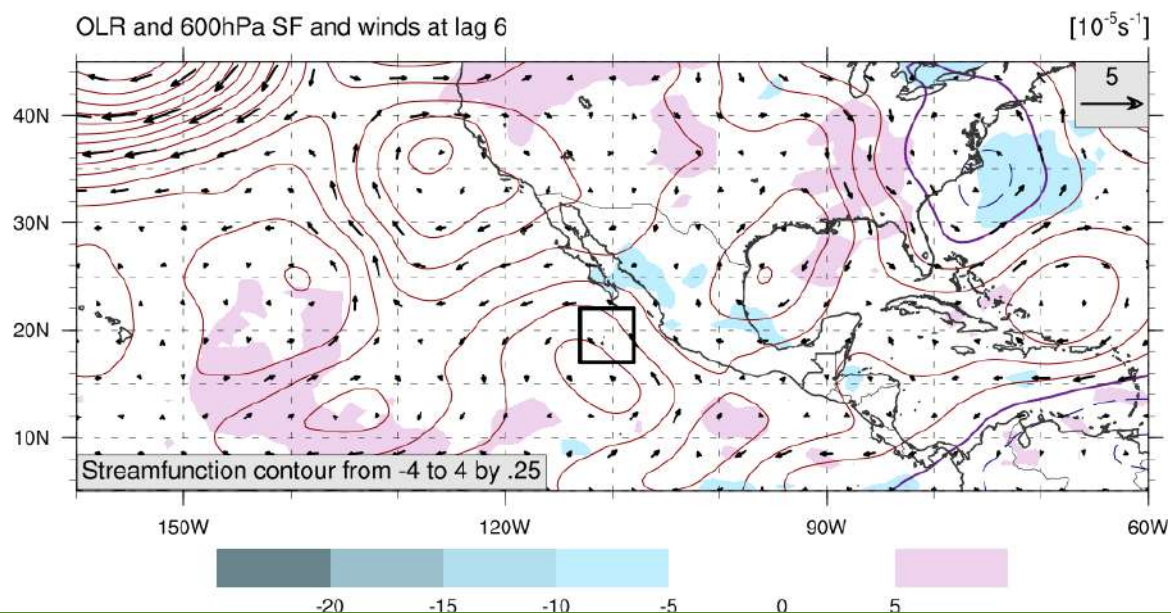 OLR and 600hPa SF and winds at lag 6
[10⁻⁵s⁻¹]
5
40N
30N
20N
10N
Streamfunction contour from -4 to 4 by .25
150W
120W
90W
60W
-20
-15
-10
-5
0
5